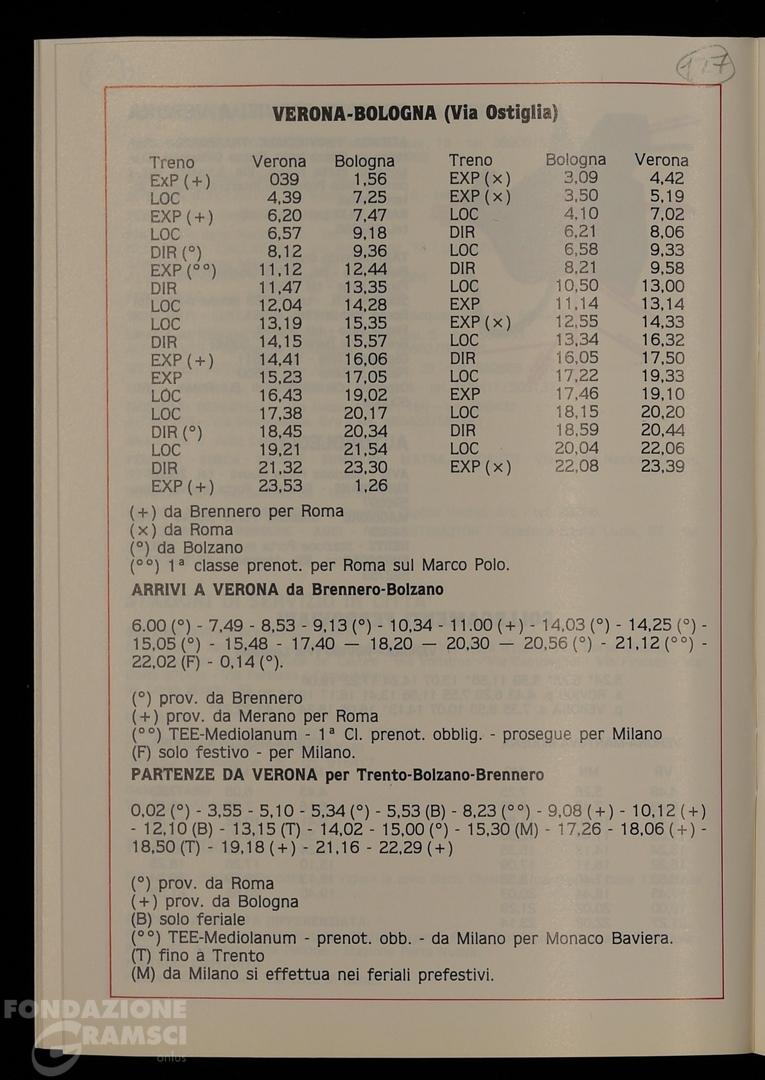 127
VERONA-BOLOGNA (Via Ostiglia)
Treno Verona Bologna Treno Bologna Verona
ExP (+) 039 1,56 EXP (×) 3,09 4,42
LOC 4,39 7,25 EXP (×) 3,50 5,19
EXP (+) 6,20 7,47 LOC 4,10 7,02
LOC 6,57 9,18 DIR 6,21 8,06
DIR (°) 8,12 9,36 LOC 6,58 9,33
EXP (°°) 11,12 12,44 DIR 8,21 9,58
DIR 11,47 13,35 LOC 10,50 13,00
LOC 12,04 14,28 EXP 11,14 13,14
LOC 13,19 15,35 EXP (×) 12,55 14,33
DIR 14,15 15,57 LOC 13,34 16,32
EXP (+) 14,41 16,06 DIR 16,05 17,50
EXP 15,23 17,05 LOC 17,22 19,33
LOC 16,43 19,02 EXP 17,46 19,10
LOC 17,38 20,17 LOC 18,15 20,20
DIR (°) 18,45 20,34 DIR 18,59 20,44
LOC 19,21 21,54 LOC 20,04 22,06
DIR 21,32 23,30 EXP (×) 22,08 23,39
EXP (+) 23,53 1,26
(+) da Brennero per Roma
(×) da Roma
(°) da Bolzano
(°°) 1ª classe prenot. per Roma sul Marco Polo.
ARRIVI A VERONA da Brennero-Bolzano
6.00 (°) - 7,49 - 8,53 - 9,13 (°) - 10,34 - 11.00 (+) - 14,03 (°) - 14,25 (°) -
15,05 (°) - 15,48 - 17,40 — 18,20 — 20,30 — 20,56 (°) - 21,12 (°°) -
22,02 (F) - 0,14 (°).
(°) prov. da Brennero
(+) prov. da Merano per Roma
(°°) TEE-Mediolanum - 1ª Cl. prenot. obblig. - prosegue per Milano
(F) solo festivo - per Milano.
PARTENZE DA VERONA per Trento-Bolzano-Brennero
0,02 (°) - 3,55 - 5,10 - 5,34 (°) - 5,53 (B) - 8,23 (°°) - 9,08 (+) - 10,12 (+)
- 12,10 (B) - 13,15 (T) - 14,02 - 15,00 (°) - 15,30 (M) - 17,26 - 18,06 (+) -
18,50 (T) - 19,18 (+) - 21,16 - 22,29 (+)
(°) prov. da Roma
(+) prov. da Bologna
(B) solo feriale
(°°) TEE-Mediolanum - prenot. obb. - da Milano per Monaco Baviera.
(T) fino a Trento
(M) da Milano si effettua nei feriali prefestivi.
FONDAZIONE
GRAMSCI
onlus